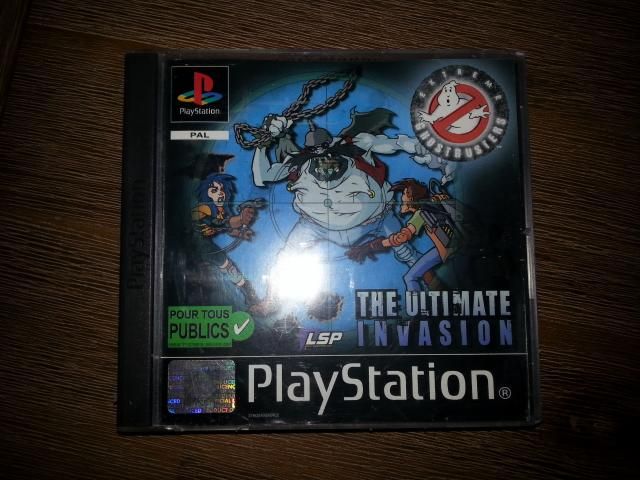 PlayStation
PlayStation
PAL
EXTREME
GHOSTBUSTERS
POUR TOUS
PUBLICS
LSP
THE ULTIMATE
INVASION
PlayStation®